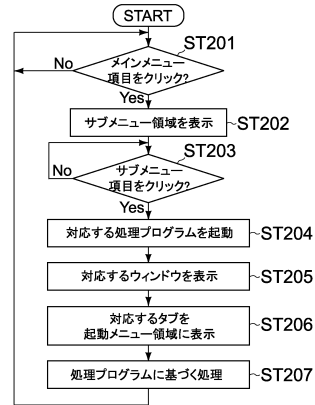 START
メインメニュー
項目をクリック?
ST201
No
Yes
サブメニュー領域を表示
ST202
サブメニュー
項目をクリック?
ST203
No
Yes
対応する処理プログラムを起動
ST204
対応するウィンドウを表示
ST205
対応するタブを
起動メニュー領域に表示
ST206
処理プログラムに基づく処理
ST207